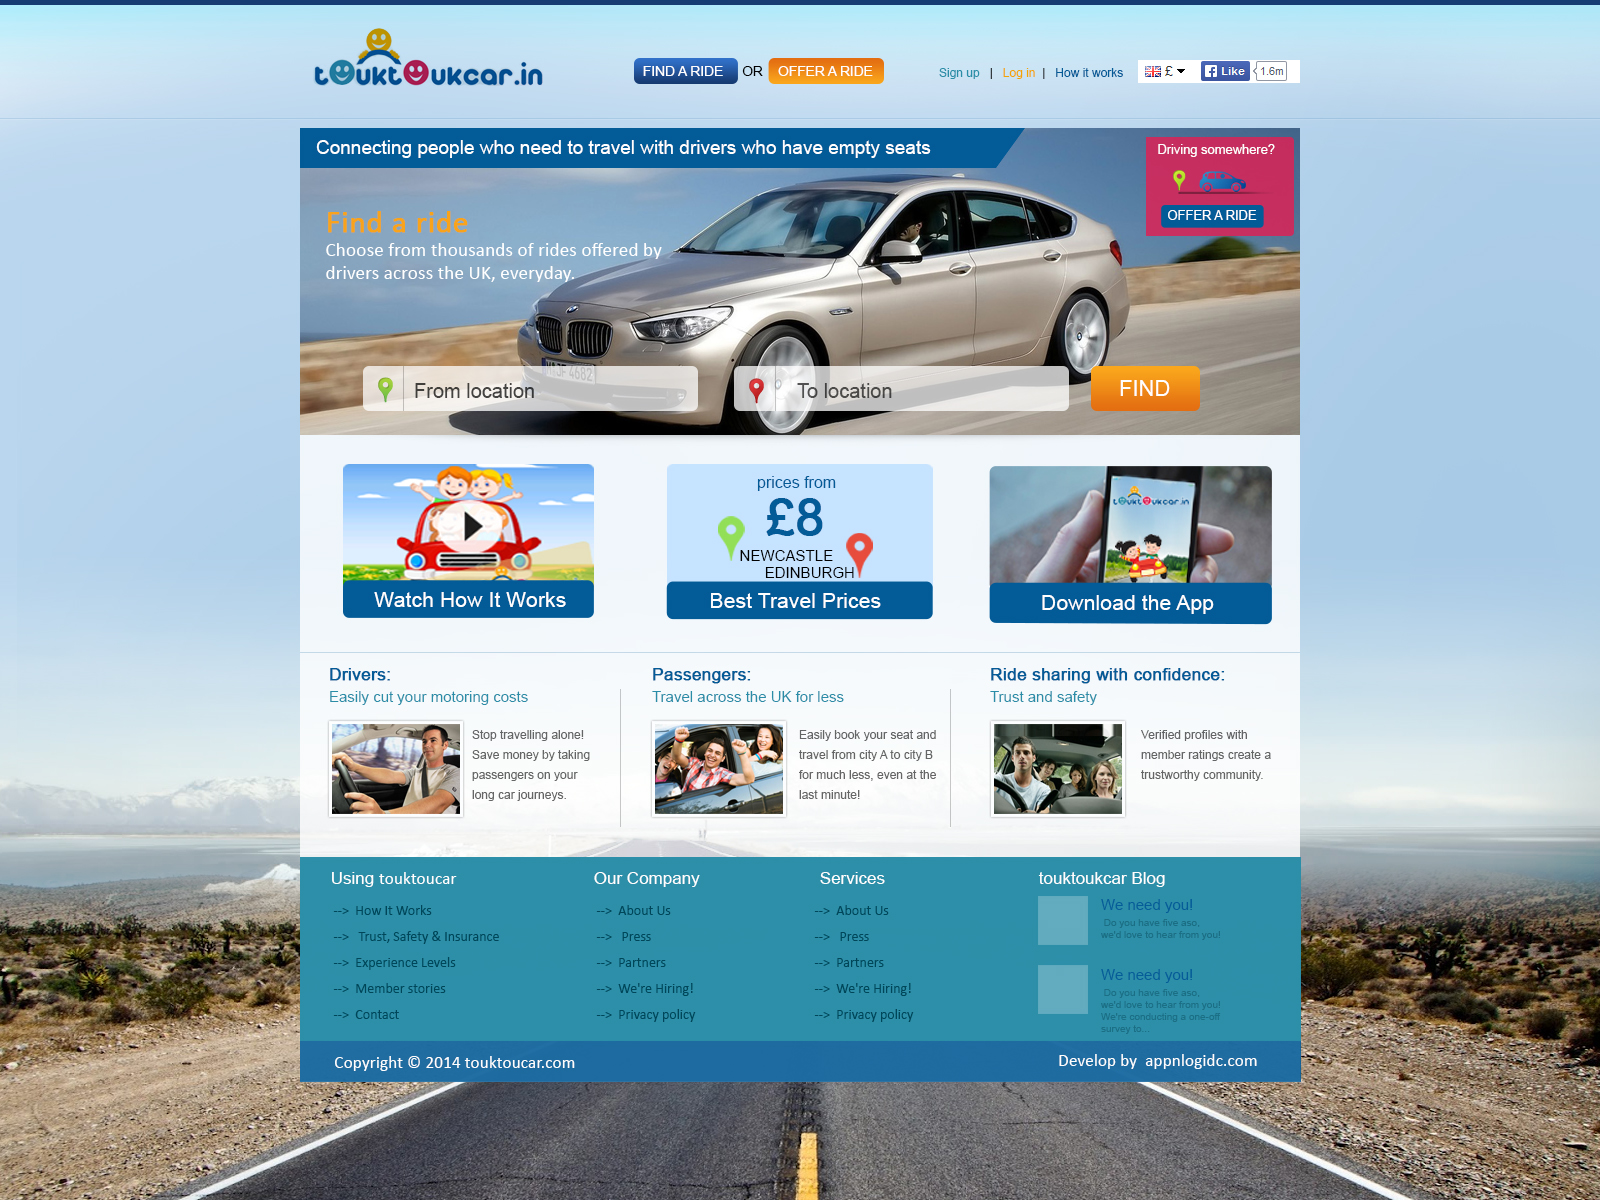 touktoukcar.in
FIND A RIDE OR OFFER A RIDE
Sign up | Log in | How it works
£
Like 1.6m
Connecting people who need to travel with drivers who have empty seats
Driving somewhere?
OFFER A RIDE
Find a ride
Choose from thousands of rides offered by
drivers across the UK, everyday.
From location
To location
FIND
Watch How It Works
prices from
£8
NEWCASTLE
EDINBURGH
Best Travel Prices
touktoukcar.in
Download the App
Drivers:
Easily cut your motoring costs
Stop travelling alone!
Save money by taking
passengers on your
long car journeys.
Passengers:
Travel across the UK for less
Easily book your seat and
travel from city A to city B
for much less, even at the
last minute!
Ride sharing with confidence:
Trust and safety
Verified profiles with
member ratings create a
trustworthy community.
Using touktoucar
--> How It Works
--> Trust, Safety & Insurance
--> Experience Levels
--> Member stories
--> Contact
Our Company
--> About Us
--> Press
--> Partners
--> We're Hiring!
--> Privacy policy
Services
--> About Us
--> Press
--> Partners
--> We're Hiring!
--> Privacy policy
touktoukcar Blog
We need you!
Do you have five aso,
we'd love to hear from you!
We need you!
Do you have five aso,
we'd love to hear from you!
We're conducting a one-off
survey to...
Copyright © 2014 touktoucar.com
Develop by appnlogidc.com